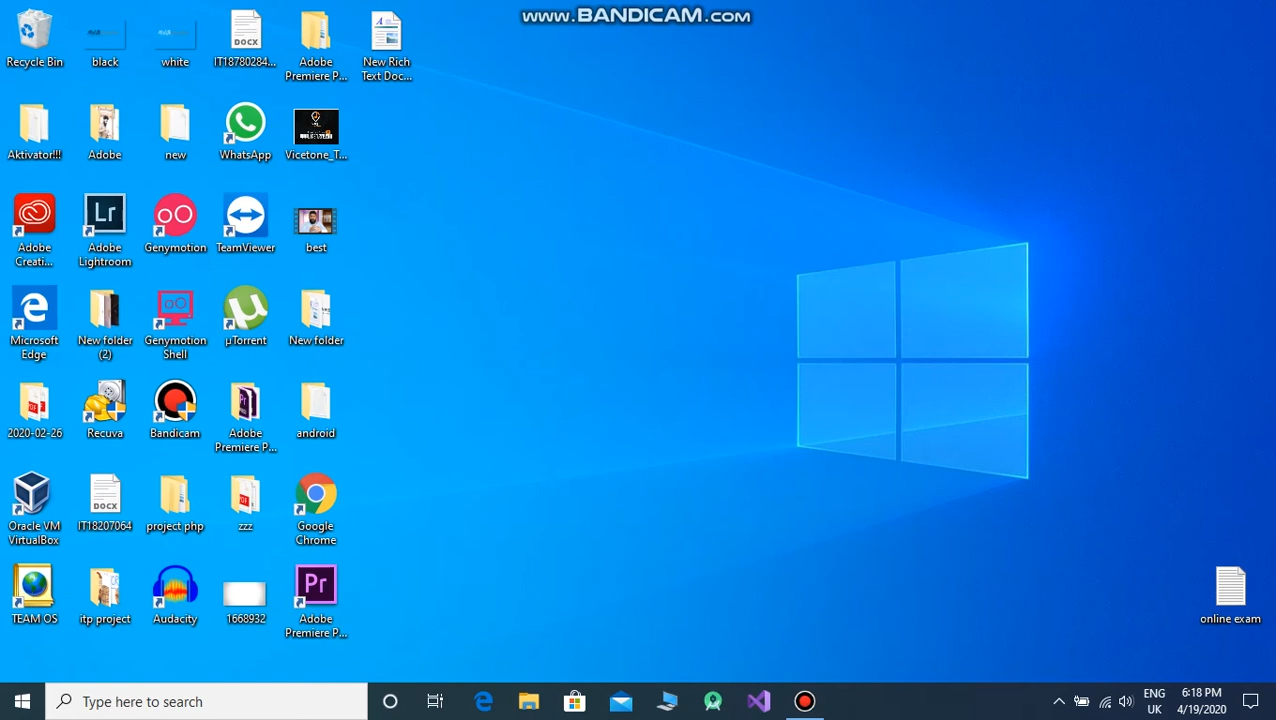 www.BANDICAM.com
Recycle Bin
black
white
IT18780284...
Adobe
Premiere P...
New Rich
Text Doc...
Aktivator!!!
Adobe
new
WhatsApp
Vicetone_T...
Adobe
Creati...
Lr
Adobe
Lightroom
Genymotion
TeamViewer
best
Microsoft
Edge
New folder
(2)
Genymotion
Shell
µTorrent
New folder
2020-02-26
Recuva
Bandicam
Adobe
Premiere P...
android
Oracle VM
VirtualBox
DOCX
IT18207064
project php
zzz
Google
Chrome
TEAM OS
itp project
Audacity
1668932
Pr
Adobe
Premiere P...
online exam
Type here to search
ENG
UK
6:18 PM
4/19/2020